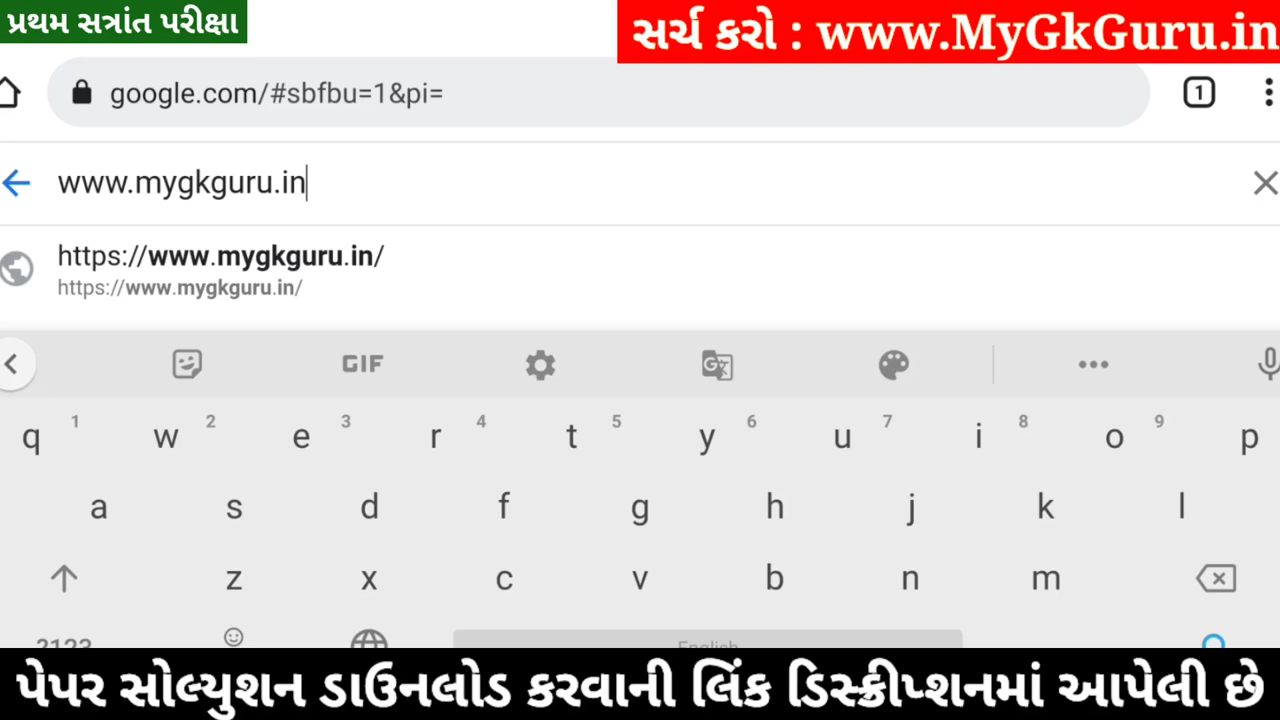 પ્રથમ સત્રાંત પરીક્ષા
સર્ચ કરો : www.MyGkGuru.in
google.com/#sbfbu=1&pi=
1
www.mygkguru.in
https://www.mygkguru.in/
https://www.mygkguru.in/
GIF
q 1 w 2 e 3 r 4 t 5 y 6 u 7 i 8 o 9 p
a s d f g h j k l
z x c v b n m
English
પેપર સોલ્યુશન ડાઉનલોડ કરવાની લિંક ડિસ્ક્રીપ્શનમાં આપેલી છે